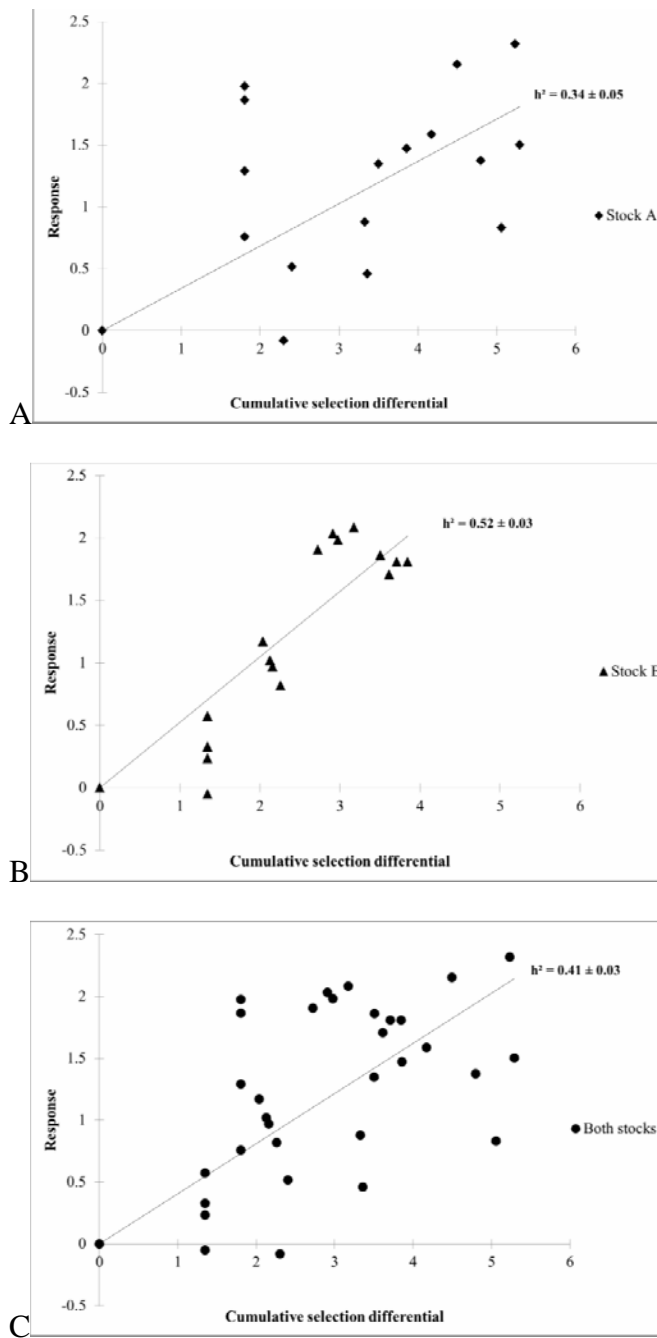 2.5
2
h² = 0.34 ± 0.05
1.5
Response
1
Stock A
0.5
0
0 1 2 3 4 5 6
-0.5
Cumulative selection differential
A
2.5
h² = 0.52 ± 0.03
2
1.5
Response
1
Stock B
0.5
0
0 1 2 3 4 5 6
-0.5
Cumulative selection differential
B
2.5
h² = 0.41 ± 0.03
2
1.5
Response
1
Both stocks
0.5
0
0 1 2 3 4 5 6
-0.5
Cumulative selection differential
C